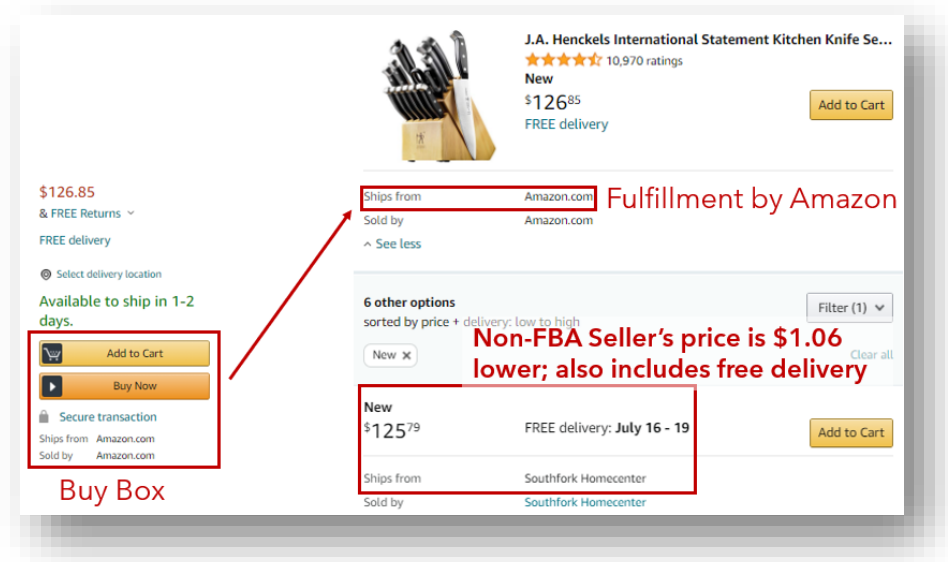 J.A. Henckels International Statement Kitchen Knife Se...
10,970 ratings
New
$12685
FREE delivery
Add to Cart
$126.85
& FREE Returns
FREE delivery
Select delivery location
Available to ship in 1-2
days.
Add to Cart
Buy Now
Secure transaction
Ships from Amazon.com
Sold by Amazon.com
Buy Box
Ships from Amazon.com Fulfillment by Amazon
Sold by Amazon.com
See less
6 other options
sorted by price + delivery: low to high
Filter (1)
New ×
Clear all
Non-FBA Seller's price is $1.06
lower; also includes free delivery
New
$12579 FREE delivery: July 16 - 19
Add to Cart
Ships from Southfork Homecenter
Sold by Southfork Homecenter